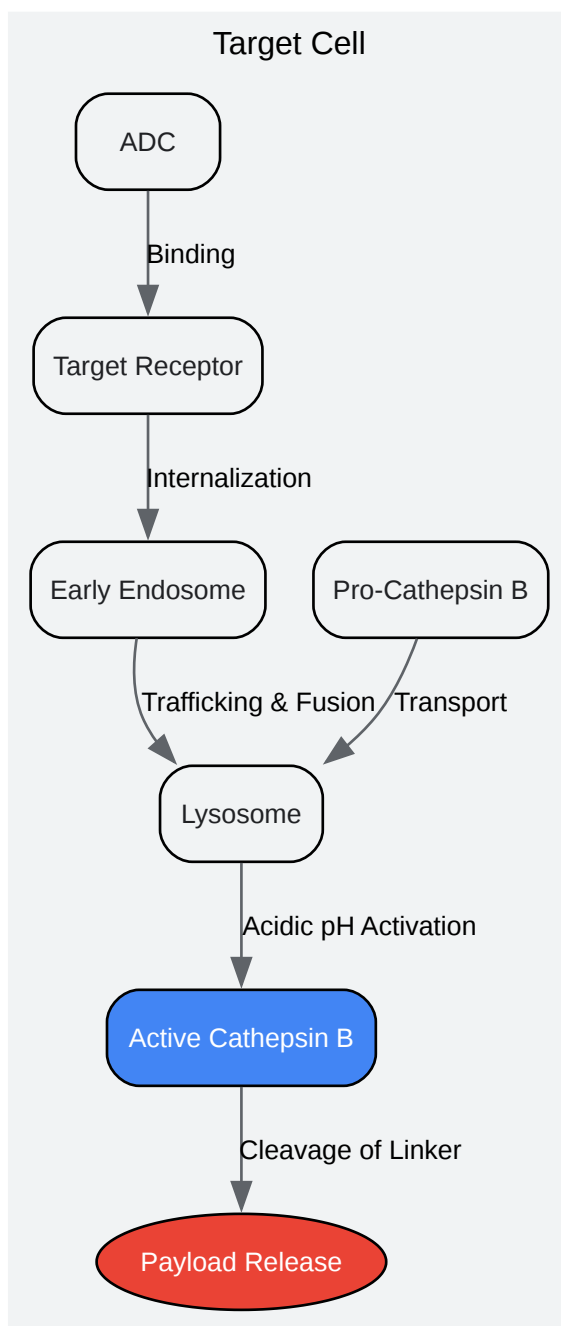 Target Cell
ADC
Binding
Target Receptor
Internalization
Early Endosome
Pro-Cathepsin B
Trafficking & Fusion
Transport
Lysosome
Acidic pH Activation
Active Cathepsin B
Cleavage of Linker
Payload Release